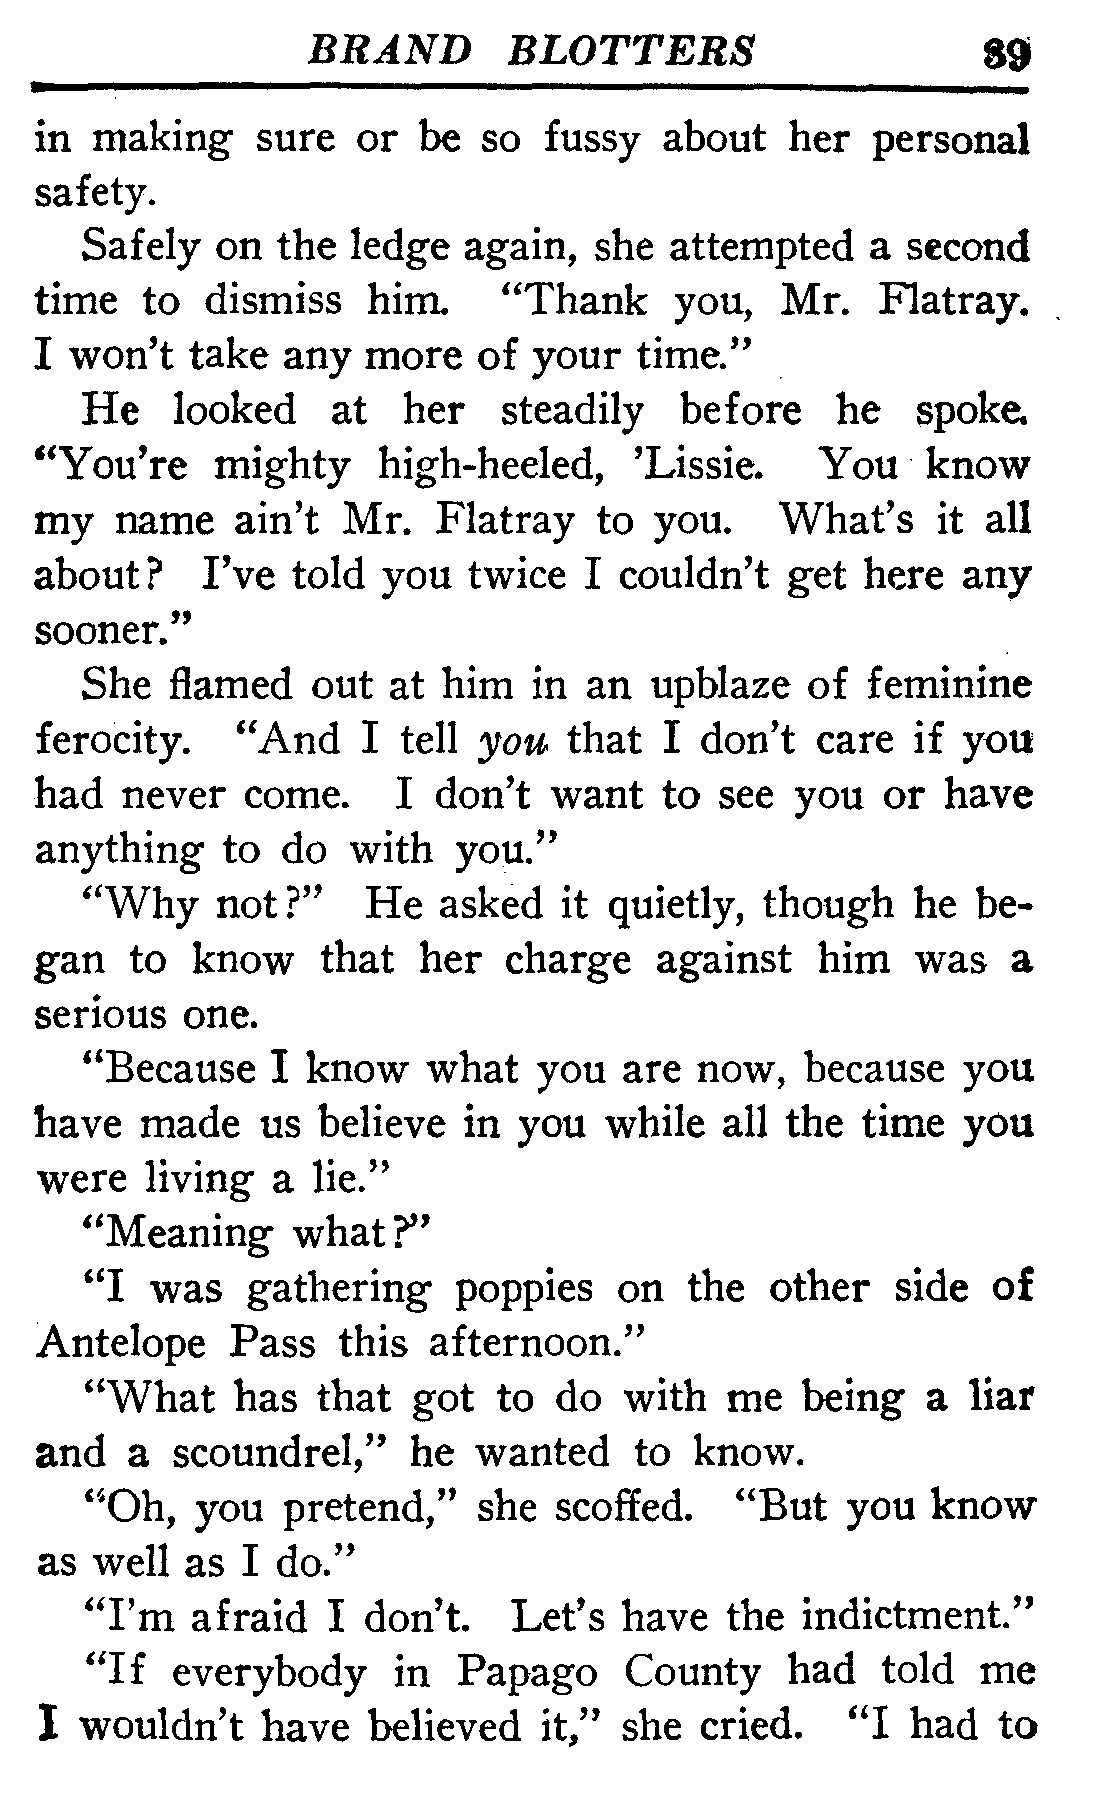 BRAND BLOTTERS 89
in making sure or be so fussy about her personal
safety.
Safely on the ledge again, she attempted a second
time to dismiss him. “Thank you, Mr. Flatray.
I won’t take any more of your time.”
He looked at her steadily before he spoke.
“You’re mighty high-heeled, ’Lissie. You know
my name ain’t Mr. Flatray to you. What’s it all
about? I’ve told you twice I couldn’t get here any
sooner.”
She flamed out at him in an upblaze of feminine
ferocity. “And I tell you that I don’t care if you
had never come. I don’t want to see you or have
anything to do with you.”
“Why not?” He asked it quietly, though he be-
gan to know that her charge against him was a
serious one.
“Because I know what you are now, because you
have made us believe in you while all the time you
were living a lie.”
“Meaning what?”
“I was gathering poppies on the other side of
Antelope Pass this afternoon.”
“What has that got to do with me being a liar
and a scoundrel,” he wanted to know.
“Oh, you pretend,” she scoffed. “But you know
as well as I do.”
“I’m afraid I don’t. Let’s have the indictment.”
“If everybody in Papago County had told me
I wouldn’t have believed it,” she cried. “I had to